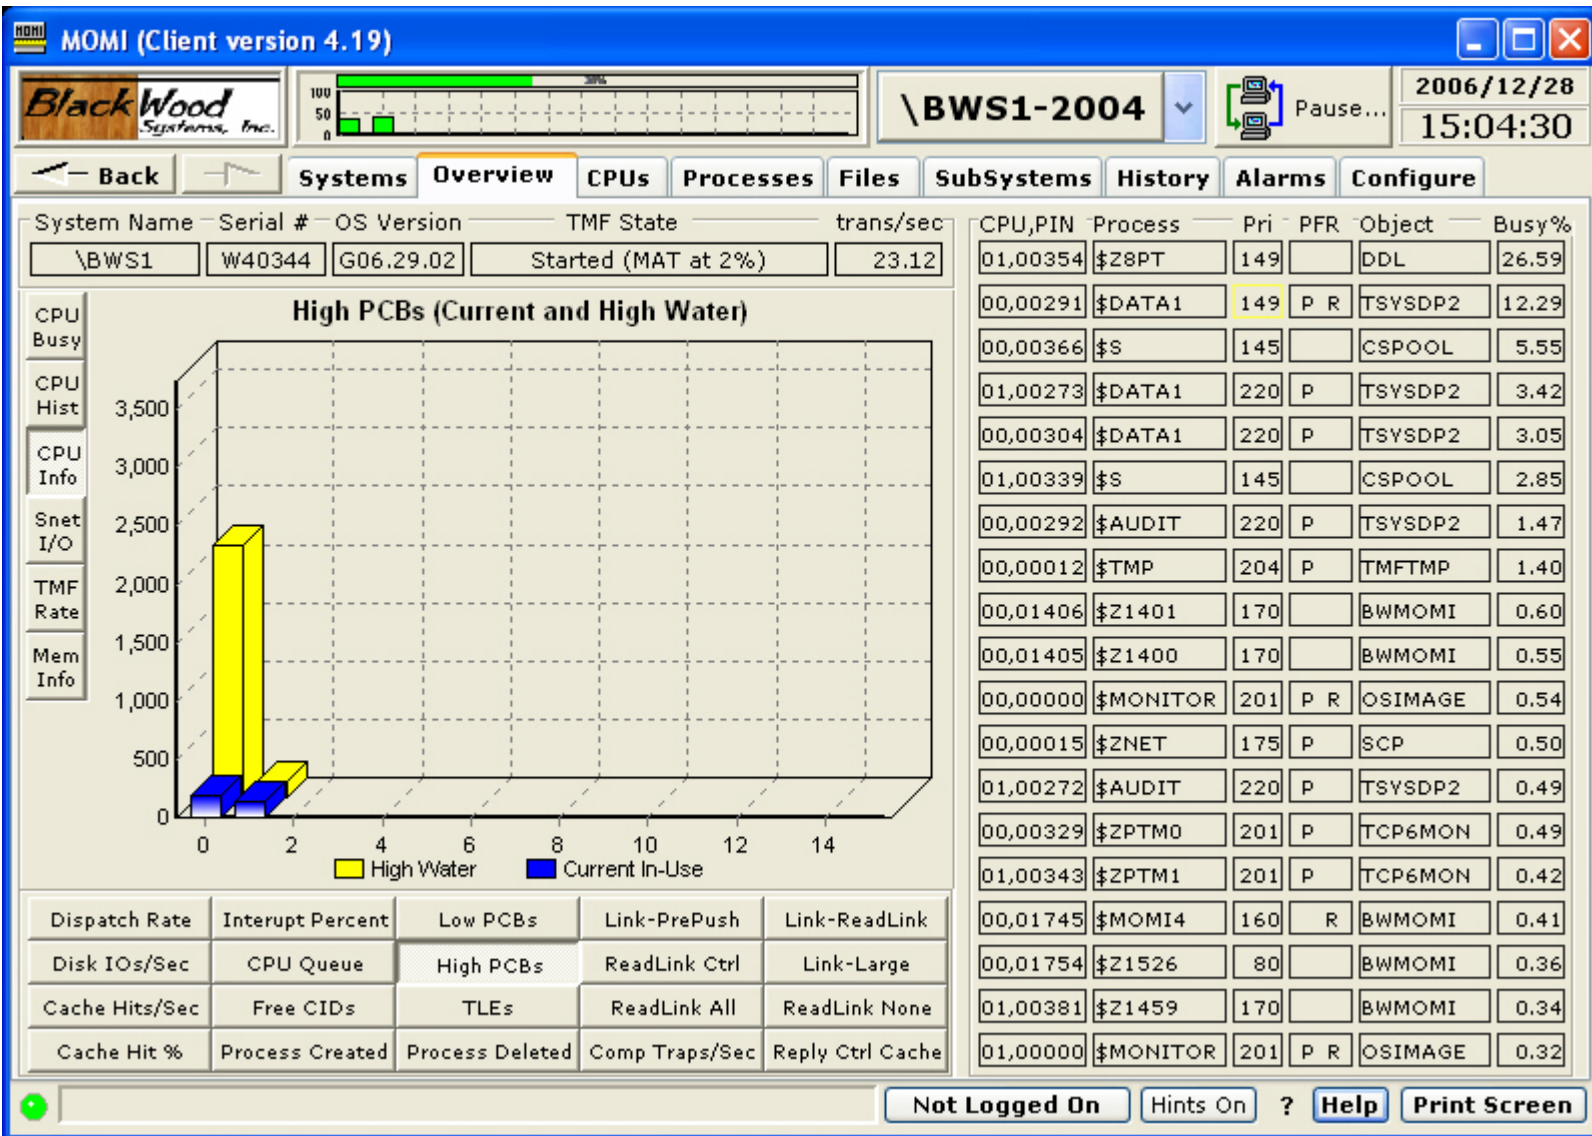 MOMI
MOMI (Client version 4.19)
BlackWood
Systems, Inc.
38%
100
50
0
\BWS1-2004
Pause...
2006/12/28
15:04:30
Back
Systems Overview CPUs Processes Files SubSystems History Alarms Configure
System Name Serial # OS Version TMF State trans/sec
\BWS1 W40344 G06.29.02 Started (MAT at 2%) 23.12
CPU Busy
CPU Hist
CPU Info
Snet I/O
TMF Rate
Mem Info
High PCBs (Current and High Water)
3,500
3,000
2,500
2,000
1,500
1,000
500
0
0 2 4 6 8 10 12 14
High Water Current In-Use
Dispatch Rate Interupt Percent Low PCBs Link-PrePush Link-ReadLink
Disk IOs/Sec CPU Queue High PCBs ReadLink Ctrl Link-Large
Cache Hits/Sec Free CIDs TLEs ReadLink All ReadLink None
Cache Hit % Process Created Process Deleted Comp Traps/Sec Reply Ctrl Cache
CPU,PIN Process Pri PFR Object Busy%
01,00354 $Z8PT 149 DDL 26.59
00,00291 $DATA1 149 P R TSYSDP2 12.29
00,00366 $S 145 CSPOOL 5.55
01,00273 $DATA1 220 P TSYSDP2 3.42
00,00304 $DATA1 220 P TSYSDP2 3.05
01,00339 $S 145 CSPOOL 2.85
00,00292 $AUDIT 220 P TSYSDP2 1.47
00,00012 $TMP 204 P TMFTMP 1.40
00,01406 $Z1401 170 BWMOMI 0.60
00,01405 $Z1400 170 BWMOMI 0.55
00,00000 $MONITOR 201 P R OSIMAGE 0.54
00,00015 $ZNET 175 P SCP 0.50
01,00272 $AUDIT 220 P TSYSDP2 0.49
00,00329 $ZPTM0 201 P TCP6MON 0.49
01,00343 $ZPTM1 201 P TCP6MON 0.42
00,01745 $MOMI4 160 R BWMOMI 0.41
00,01754 $Z1526 80 BWMOMI 0.36
01,00381 $Z1459 170 BWMOMI 0.34
01,00000 $MONITOR 201 P R OSIMAGE 0.32
Not Logged On Hints On ? Help Print Screen